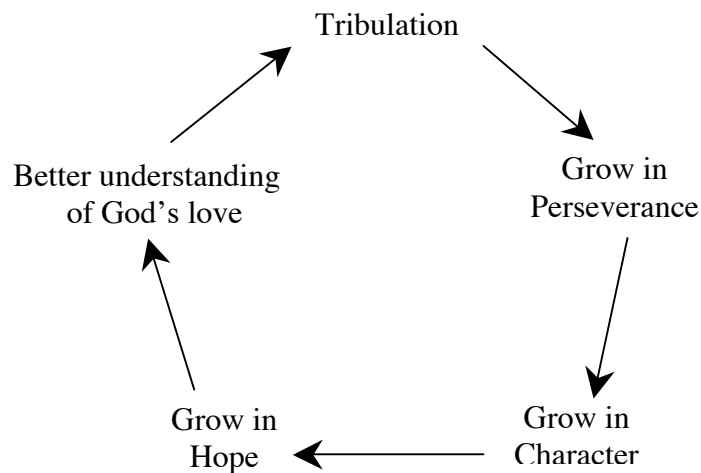 Tribulation
Grow in
Perseverance
Grow in
Character
Grow in
Hope
Better understanding
of God’s love